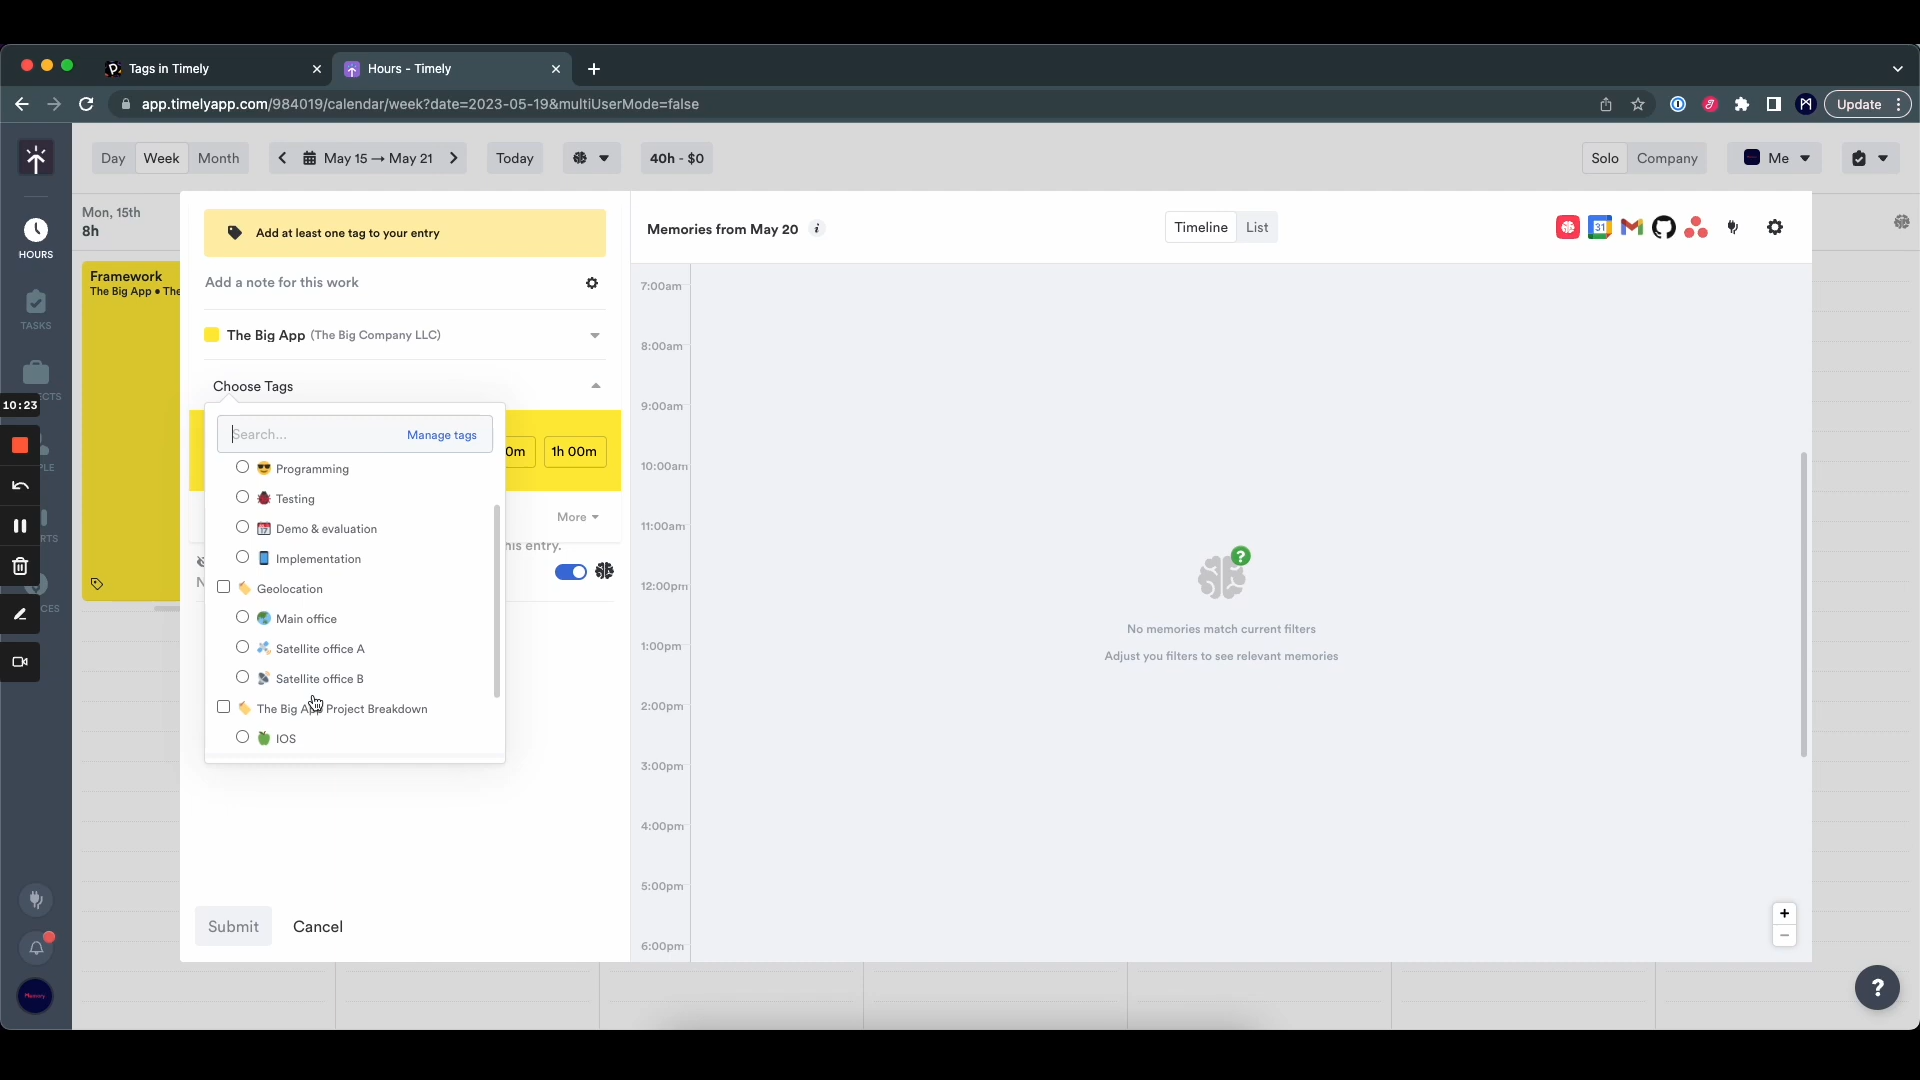 Tags in Timely
Hours - Timely
app.timelyapp.com/984019/calendar/week?date=2023-05-19&multiUserMode=false
Update
Day Week Month
May 15 → May 21
Today
40h - $0
Solo Company
Me
Mon, 15th
8h
HOURS
TASKS
ECTS
10:23
PLE
RTS
CES
Framework
The Big App • The
Add at least one tag to your entry
Add a note for this work
The Big App (The Big Company LLC)
Choose Tags
Search...
Manage tags
0m
1h 00m
Programming
Testing
Demo & evaluation
Implementation
Geolocation
Main office
Satellite office A
Satellite office B
The Big App Project Breakdown
IOS
More
his entry.
Submit
Cancel
Memories from May 20
Timeline List
31
7:00am
8:00am
9:00am
10:00am
11:00am
12:00pm
1:00pm
2:00pm
3:00pm
4:00pm
5:00pm
6:00pm
No memories match current filters
Adjust you filters to see relevant memories
+
−
?
Memory